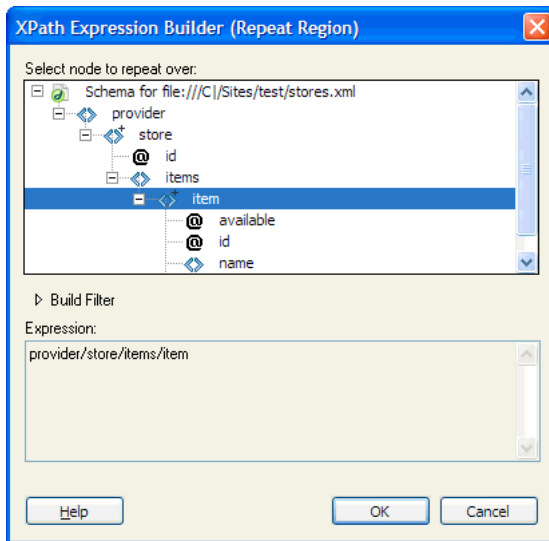 XPath Expression Builder (Repeat Region)
Select node to repeat over:
Schema for file:///C|/Sites/test/stores.xml
provider
store
@ id
items
item
@ available
@ id
name
Build Filter
Expression:
provider/store/items/item
Help OK Cancel